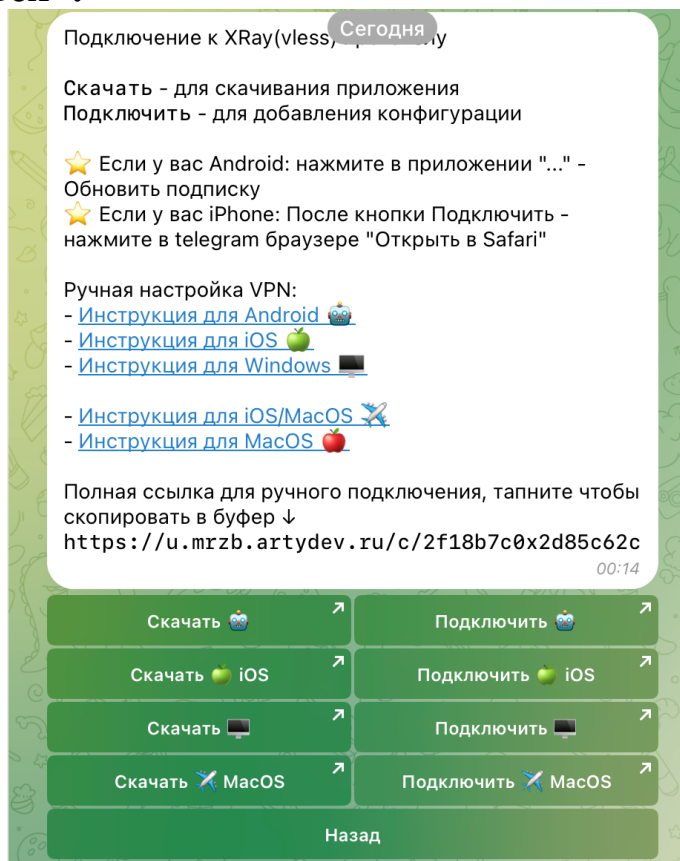 Сегодня
Подключение к XRay(vless)
Скачать - для скачивания приложения
Подключить - для добавления конфигурации
⭐ Если у вас Android: нажмите в приложении "..." -
Обновить подписку
⭐ Если у вас iPhone: После кнопки Подключить -
нажмите в telegram браузере "Открыть в Safari"
Ручная настройка VPN:
- Инструкция для Android 🤖
- Инструкция для iOS 🍏
- Инструкция для Windows 🖥
- Инструкция для iOS/MacOS ✈️
- Инструкция для MacOS 🍎
Полная ссылка для ручного подключения, тапните чтобы
скопировать в буфер ↓
https://u.mrzb.artydev.ru/c/2f18b7c0x2d85c62c
00:14
Скачать 🤖
Подключить 🤖
Скачать 🍏 iOS
Подключить 🍏 iOS
Скачать 🖥
Подключить 🖥
Скачать ✈️ MacOS
Подключить ✈️ MacOS
Назад